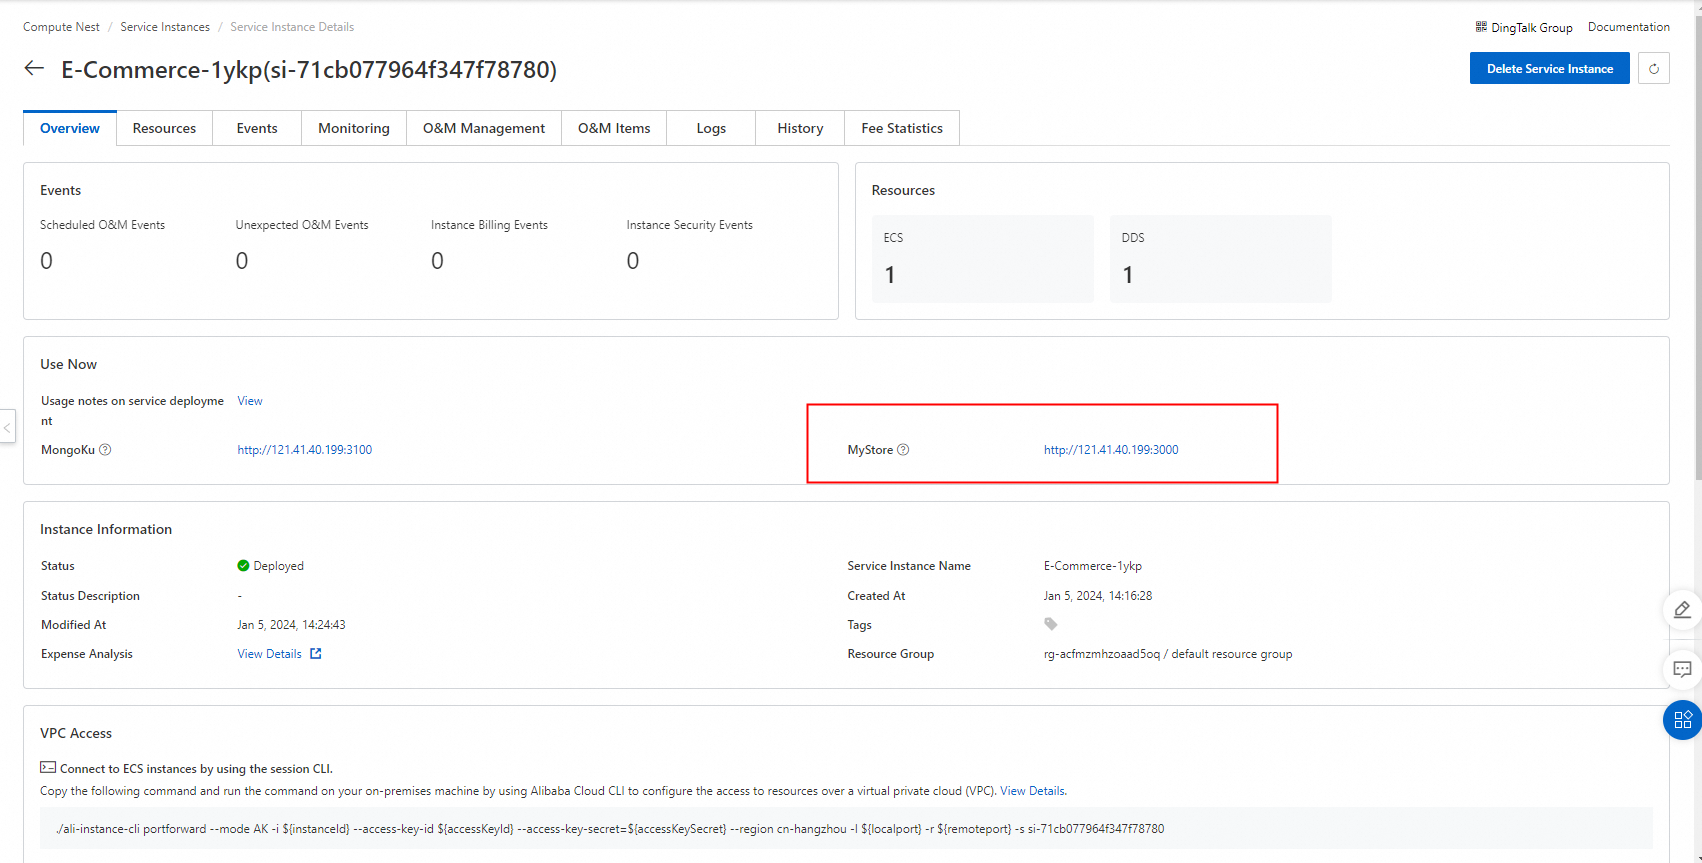 Compute Nest / Service Instances / Service Instance Details
DingTalk Group Documentation
E-Commerce-1ykp(si-71cb077964f347f78780)
Delete Service Instance
Overview Resources Events Monitoring O&M Management O&M Items Logs History Fee Statistics
Events
Scheduled O&M Events Unexpected O&M Events Instance Billing Events Instance Security Events
0 0 0 0
Resources
ECS DDS
1 1
Use Now
Usage notes on service deployme View
nt
MongoKu http://121.41.40.199:3100 MyStore http://121.41.40.199:3000
Instance Information
Status Deployed Service Instance Name E-Commerce-1ykp
Status Description - Created At Jan 5, 2024, 14:16:28
Modified At Jan 5, 2024, 14:24:43 Tags
Expense Analysis View Details Resource Group rg-acfmzmhzoaad5oq / default resource group
VPC Access
Connect to ECS instances by using the session CLI.
Copy the following command and run the command on your on-premises machine by using Alibaba Cloud CLI to configure the access to resources over a virtual private cloud (VPC). View Details.
./ali-instance-cli portforward --mode AK -i ${instanceId} --access-key-id ${accessKeyId} --access-key-secret=${accessKeySecret} --region cn-hangzhou -l ${localport} -r ${remoteport} -s si-71cb077964f347f78780